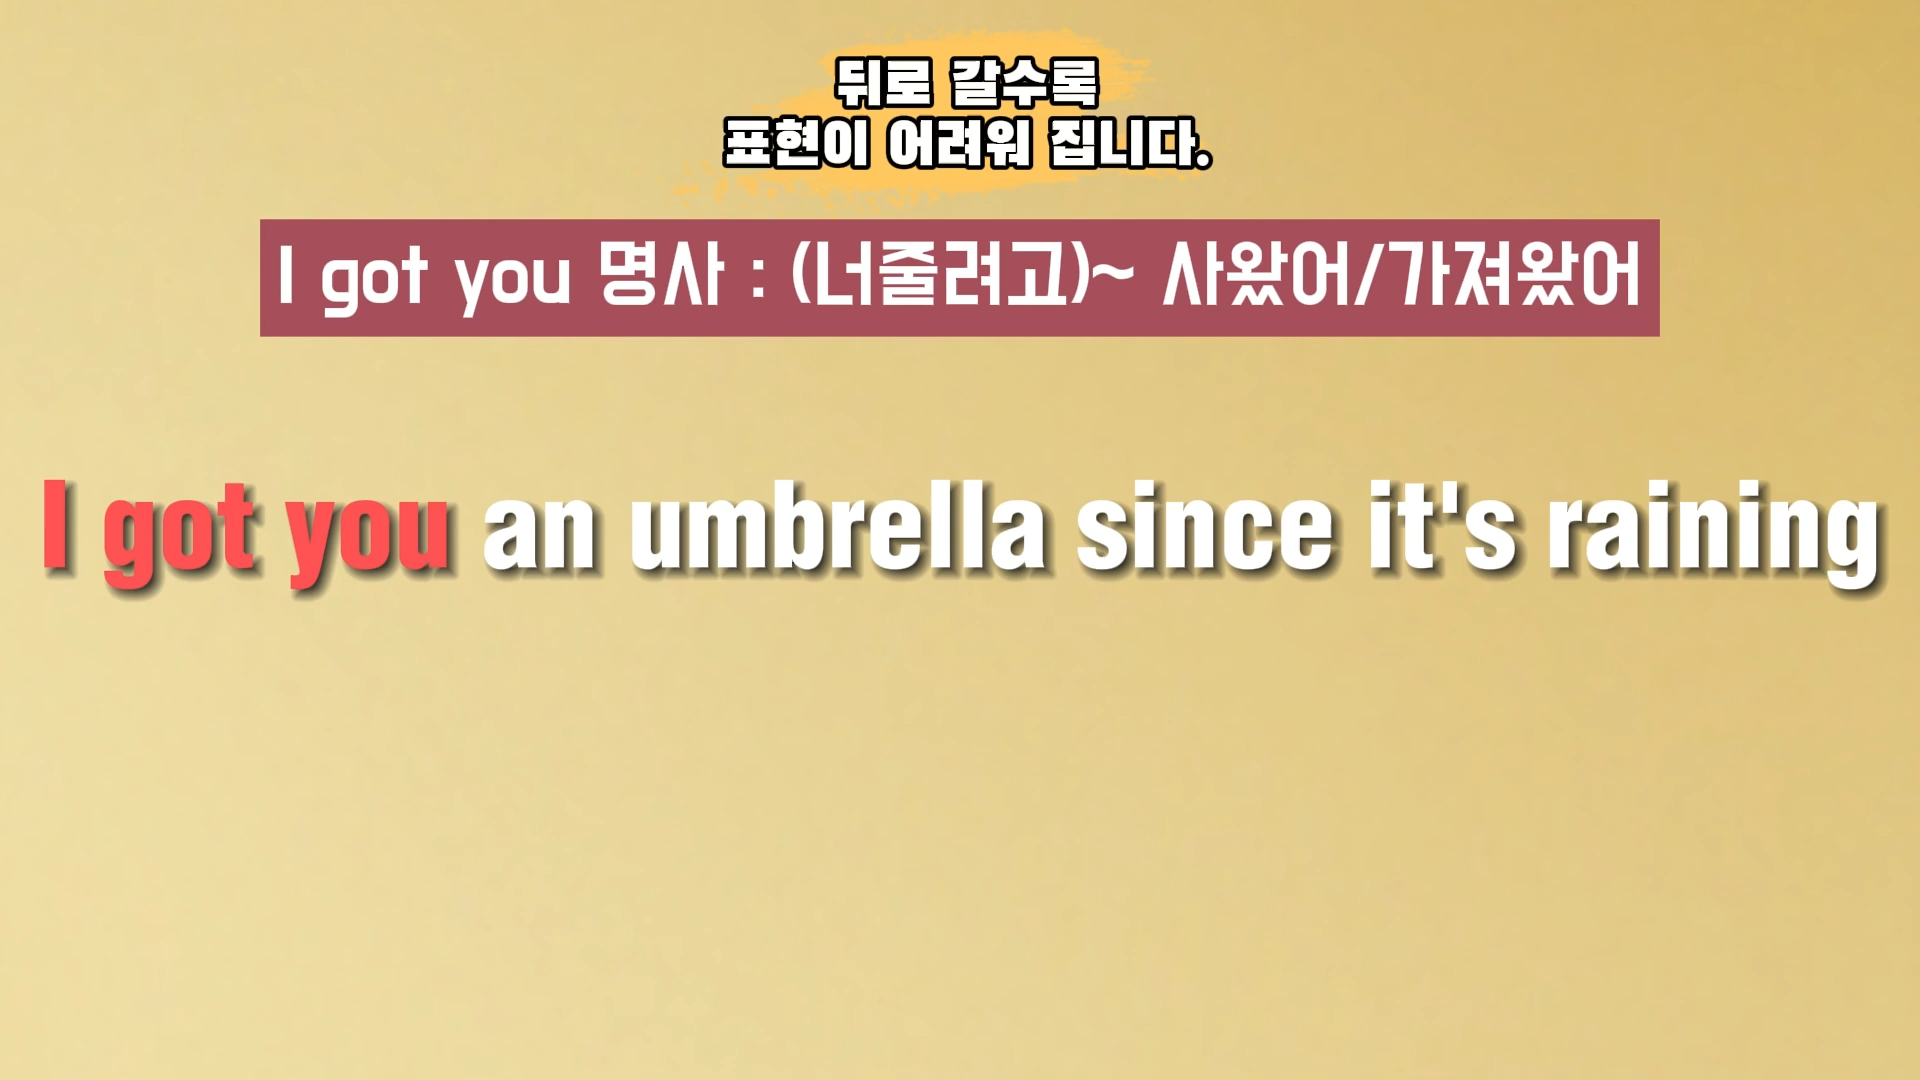 뒤로 갈수록
표현이 어려워 집니다.
I got you 명사 : (너줄려고)~ 사왔어/가져왔어
I got you an umbrella since it's raining